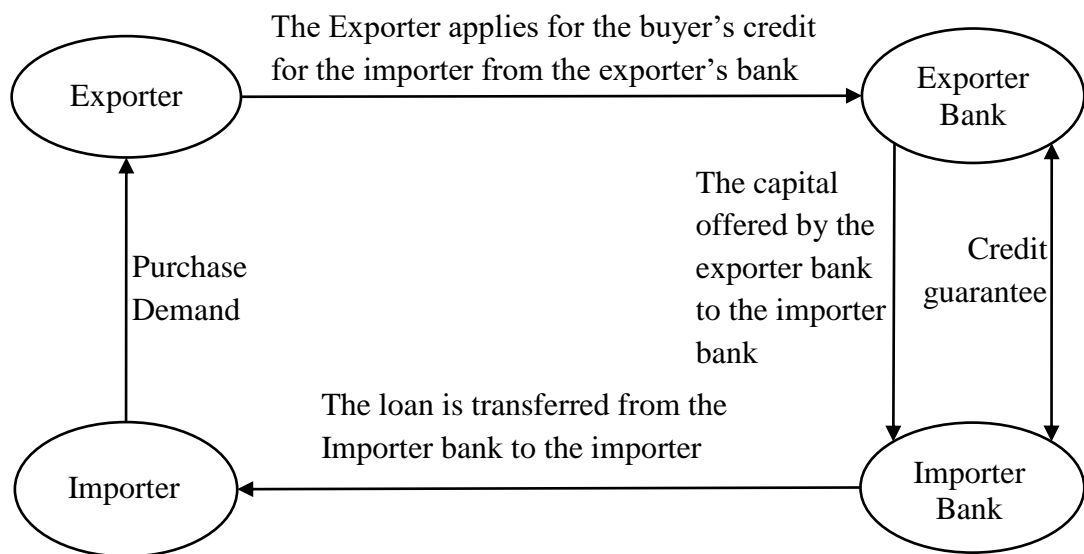 The Exporter applies for the buyer’s credit
for the importer from the exporter’s bank
Exporter
Exporter
Bank
The capital
offered by the
exporter bank
to the importer
bank
Credit
guarantee
Purchase
Demand
The loan is transferred from the
Importer bank to the importer
Importer
Importer
Bank